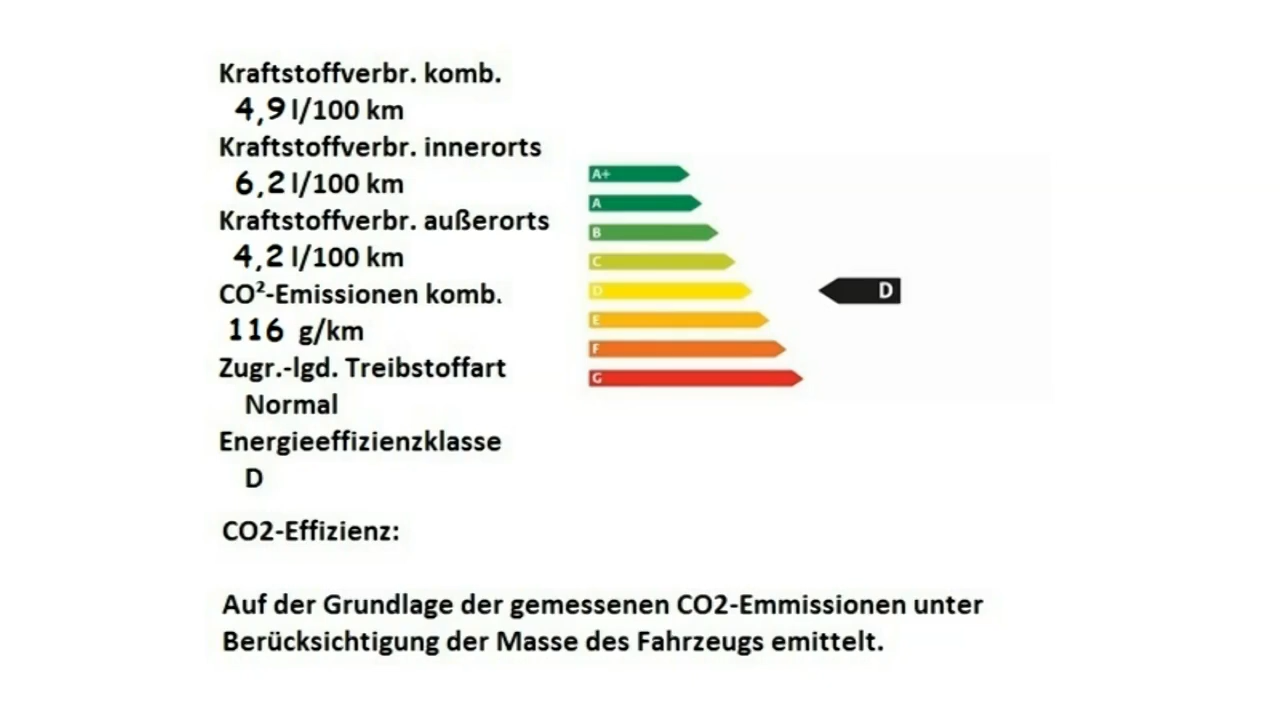 Kraftstoffverbr. komb.
4,9 l/100 km
Kraftstoffverbr. innerorts
6,2 l/100 km
Kraftstoffverbr. außerorts
4,2 l/100 km
CO²-Emissionen komb.
116 g/km
Zugr.-lgd. Treibstoffart
Normal
Energieeffizienzklasse
D
A+
A
B
C
D
E
F
G
D
CO2-Effizienz:
Auf der Grundlage der gemessenen CO2-Emmissionen unter
Berücksichtigung der Masse des Fahrzeugs emittelt.